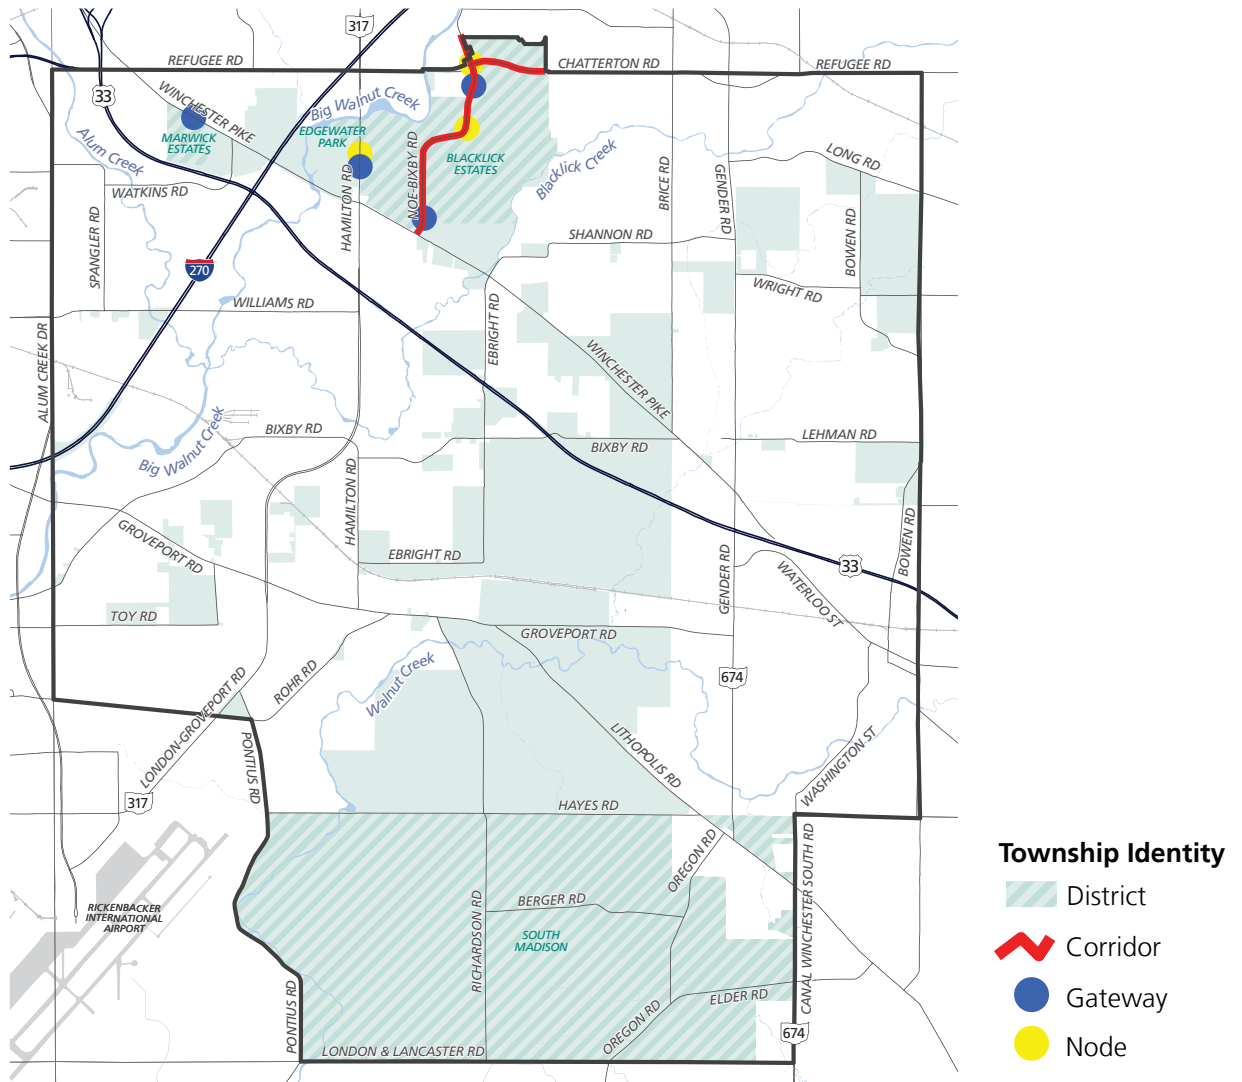 317
REFUGEE RD
CHATTERTON RD
REFUGEE RD
33
WINCHESTER PIKE
Big Walnut Creek
MARWICK
ESTATES
EDGEWATER
PARK
Alum Creek
NOE-BIXBY RD
BLACKLICK
ESTATES
Blacklick Creek
BRICE RD
GENDER RD
LONG RD
WATKINS RD
HAMILTON RD
SPANGLER RD
SHANNON RD
BOWEN RD
270
WRIGHT RD
WILLIAMS RD
EBRIGHT RD
ALUM CREEK DR
WINCHESTER PIKE
Big Walnut Creek
BIXBY RD
BIXBY RD
LEHMAN RD
HAMILTON RD
GROVEPORT RD
EBRIGHT RD
GENDER RD
33
BOWEN RD
WATERLOO ST
TOY RD
GROVEPORT RD
Walnut Creek
ROHR RD
674
LONDON-GROVEPORT RD
PONTIUS RD
LITHOPOLIS RD
WASHINGTON ST
317
HAYES RD
OREGON RD
CANAL WINCHESTER SOUTH RD
RICHARDSON RD
BERGER RD
RICKENBACKER
INTERNATIONAL
AIRPORT
SOUTH
MADISON
PONTIUS RD
ELDER RD
OREGON RD
674
LONDON & LANCASTER RD
Township Identity
District
Corridor
Gateway
Node